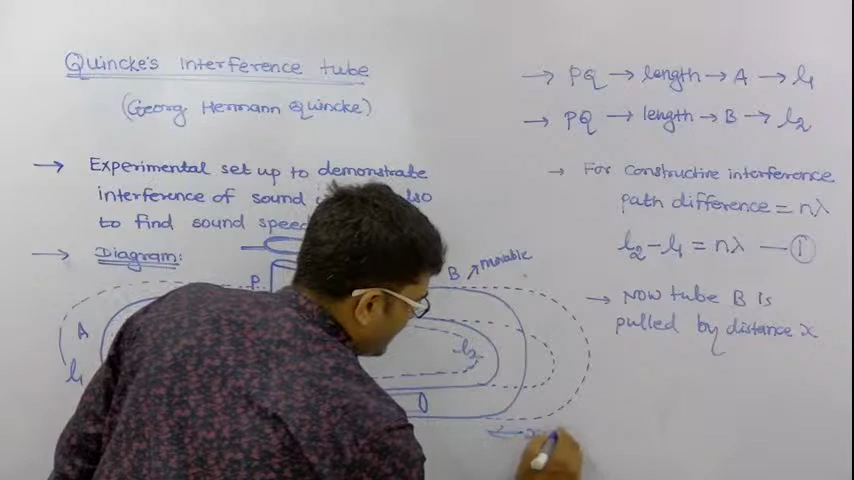 Quincke's Interference tube
(Georg Hermann Quincke)
→ Experimental set up to demonstrate
interference of sound
to find sound speed
→ Diagram:
P
A
l₁
B
movable
l₂
x
→ PQ → length → A → l₁
→ PQ → length → B → l₂
→ For constructive interference
path difference = nλ
l₂ - l₁ = nλ — ①
→ Now tube B is
pulled by distance x